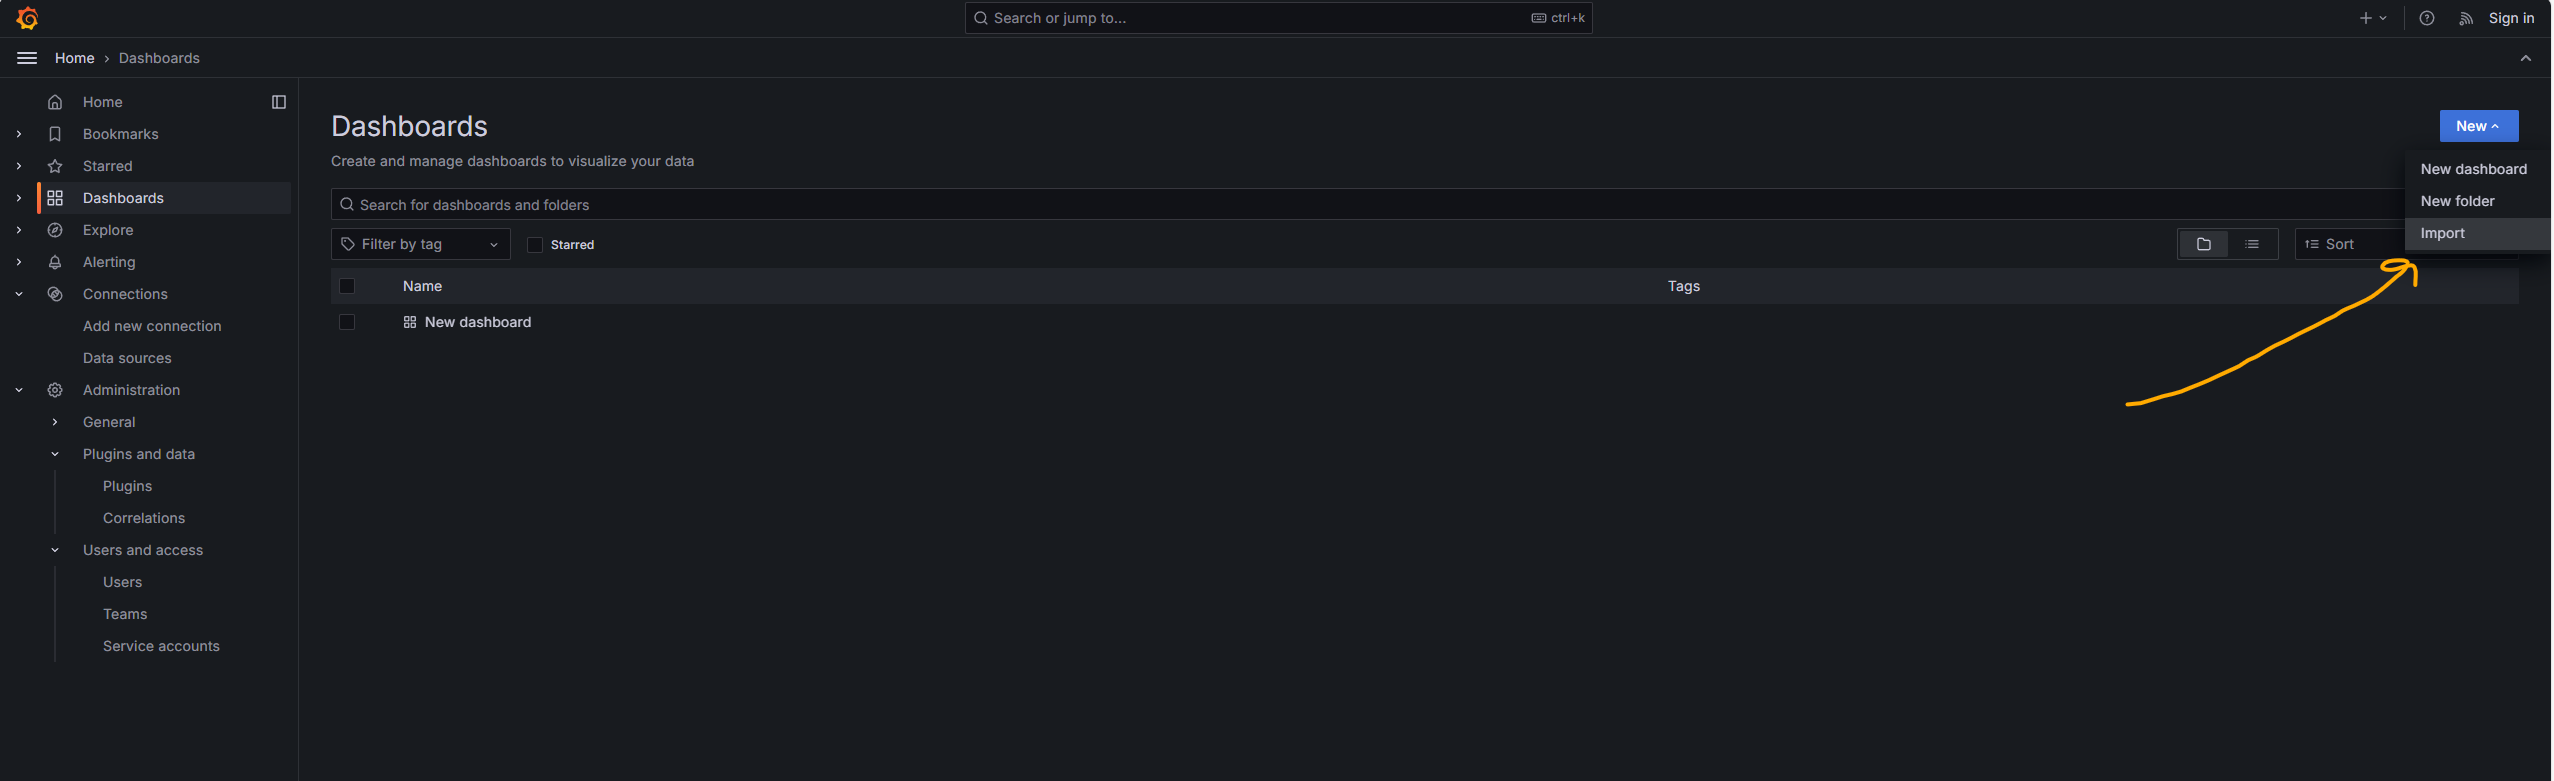 Search or jump to...
ctrl+k
Sign in
Home › Dashboards
Home
Bookmarks
Starred
Dashboards
Explore
Alerting
Connections
Add new connection
Data sources
Administration
General
Plugins and data
Plugins
Correlations
Users and access
Users
Teams
Service accounts
Dashboards
Create and manage dashboards to visualize your data
New
New dashboard
New folder
Import
Search for dashboards and folders
Filter by tag
Starred
Sort
Name Tags
New dashboard